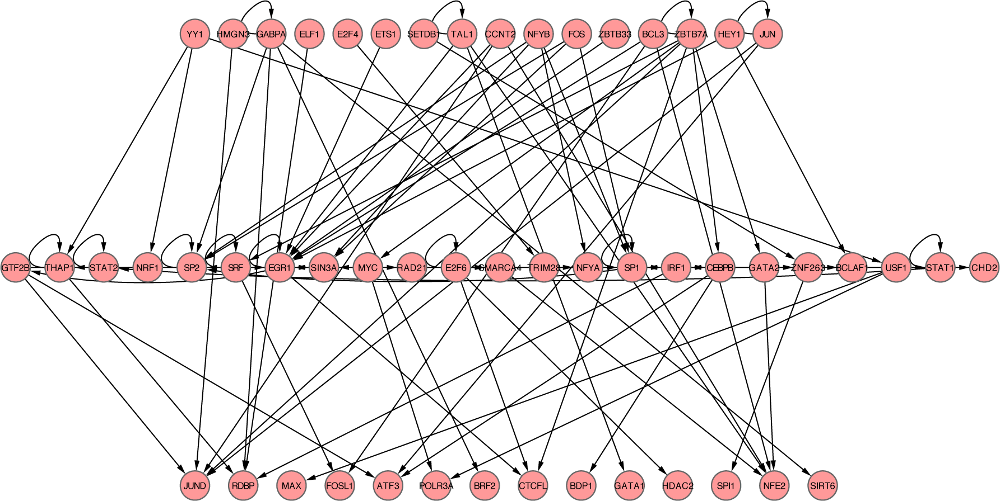 YY1 HMGN3 GABPA ELF1 E2F4 ETS1 SETDB1 TAL1 CCNT2 NFYB FOS ZBTB33 BCL3 ZBTB7A HEY1 JUN
GTF2B THAP1 STAT2 NRF1 SP2 SRF EGR1 SIN3A MYC RAD21 E2F6 SMARCA4 TRIM28 NFYA SP1 IRF1 CEBPB GATA2 ZNF263 BCLAF1 USF1 STAT1 CHD2
JUND RDBP MAX FOSL1 ATF3 POLR3A BRF2 CTCFL BDP1 GATA1 HDAC2 SPI1 NFE2 SIRT6